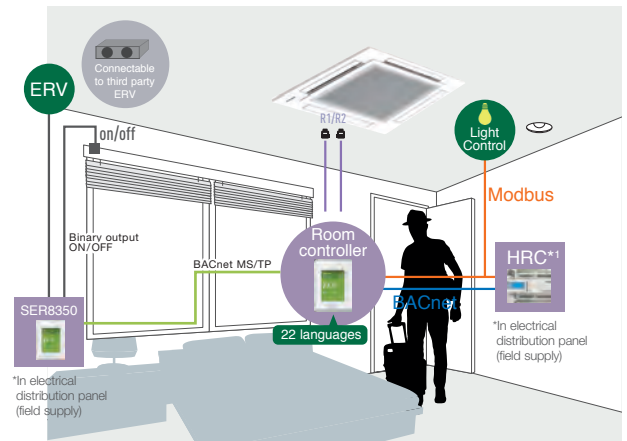 ERV
Connectable
to third party
ERV
on/off
R1/R2
Light
Control
Modbus
Binary output
ON/OFF
BACnet MS/TP
Room
controller
HRC*1
BACnet
SER8350
22 languages
*In electrical
distribution panel
(field supply)
*In electrical
distribution panel
(field supply)